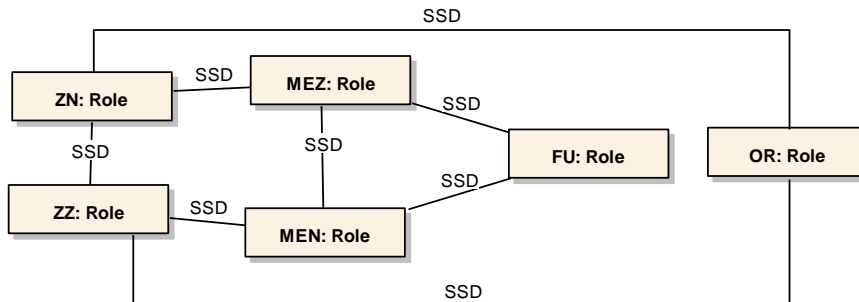 SSD
SSD
MEZ: Role
ZN: Role
SSD
SSD
SSD
FU: Role
OR: Role
SSD
ZZ: Role
SSD
MEN: Role
SSD